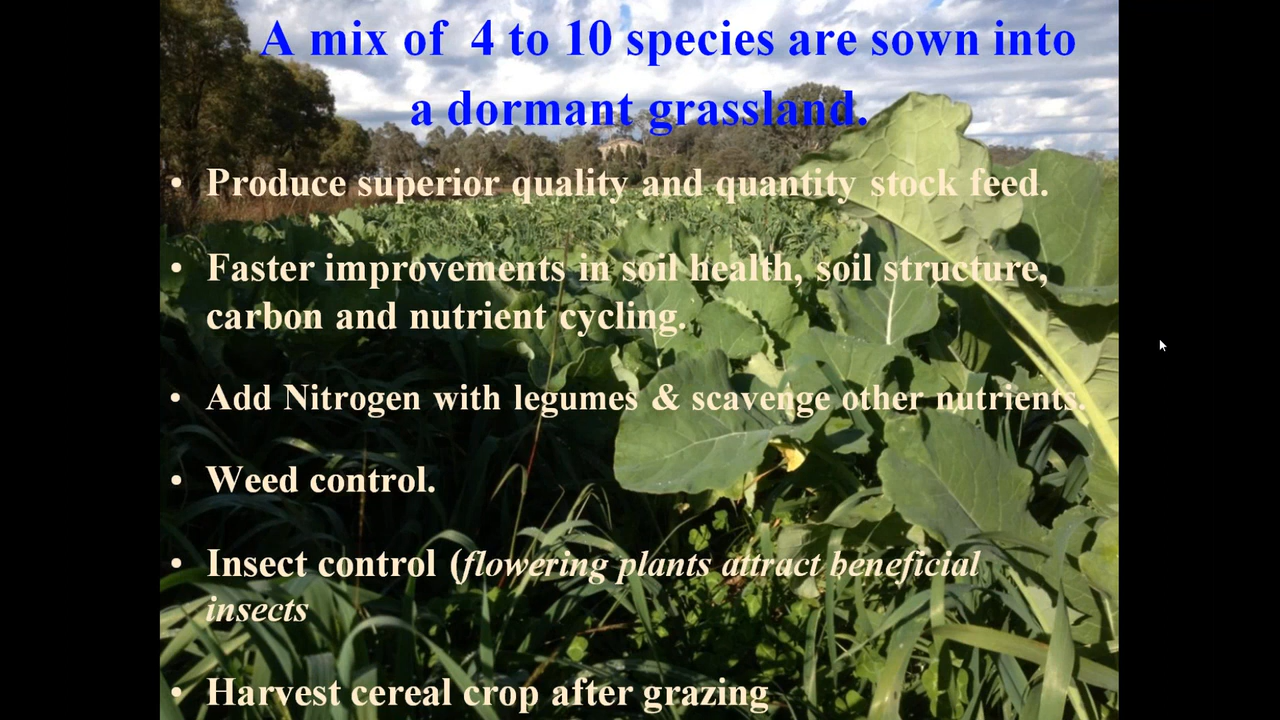 A mix of 4 to 10 species are sown into
a dormant grassland.
• Produce superior quality and quantity stock feed.
• Faster improvements in soil health, soil structure,
carbon and nutrient cycling.
• Add Nitrogen with legumes & scavenge other nutrients.
• Weed control.
• Insect control (flowering plants attract beneficial
insects
• Harvest cereal crop after grazing